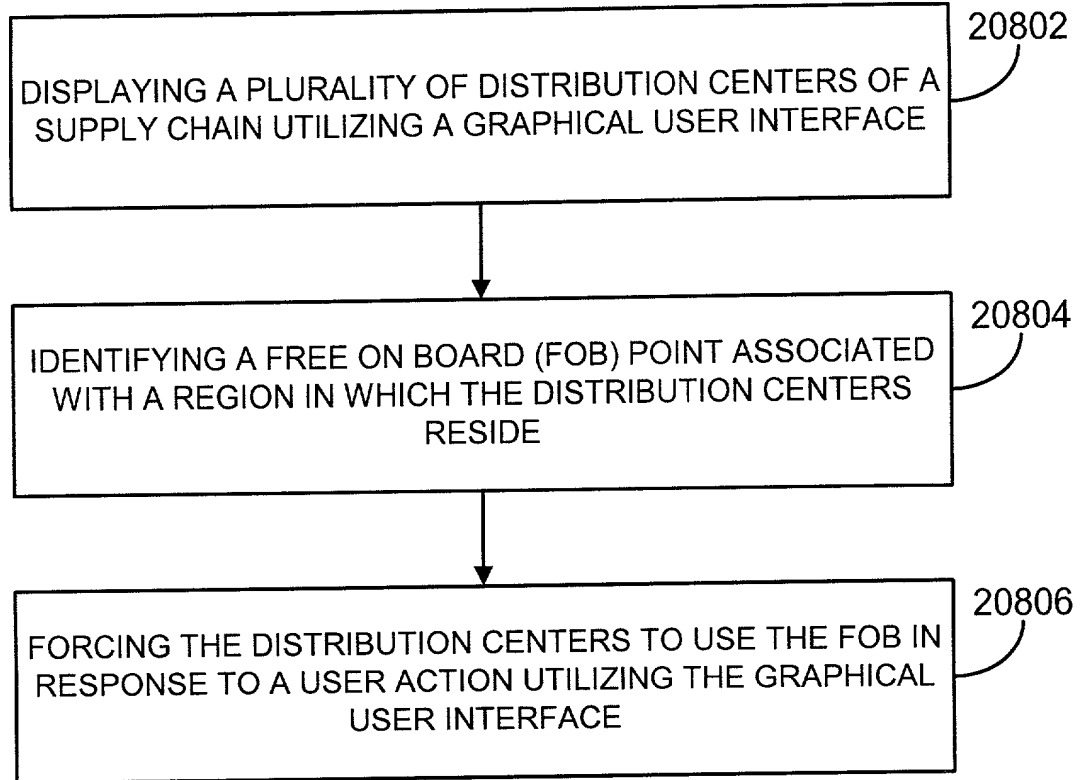 20802
DISPLAYING A PLURALITY OF DISTRIBUTION CENTERS OF A
SUPPLY CHAIN UTILIZING A GRAPHICAL USER INTERFACE
20804
IDENTIFYING A FREE ON BOARD (FOB) POINT ASSOCIATED
WITH A REGION IN WHICH THE DISTRIBUTION CENTERS
RESIDE
20806
FORCING THE DISTRIBUTION CENTERS TO USE THE FOB IN
RESPONSE TO A USER ACTION UTILIZING THE GRAPHICAL
USER INTERFACE